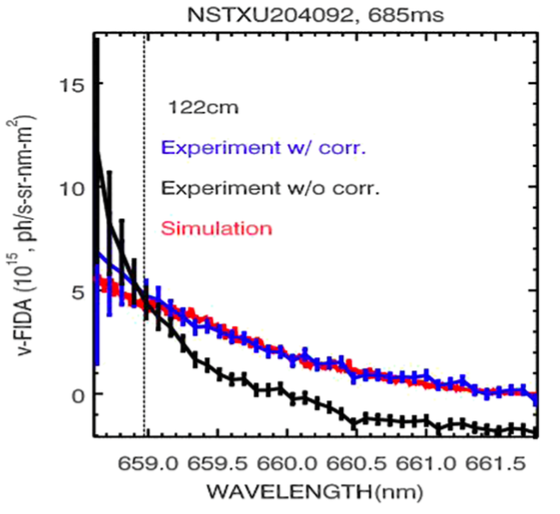 NSTXU204092, 685ms
122cm
Experiment w/ corr.
Experiment w/o corr.
Simulation
v-FIDA (10¹⁵, ph/s-sr-nm-m²)
15
10
5
0
659.0 659.5 660.0 660.5 661.0 661.5
WAVELENGTH(nm)